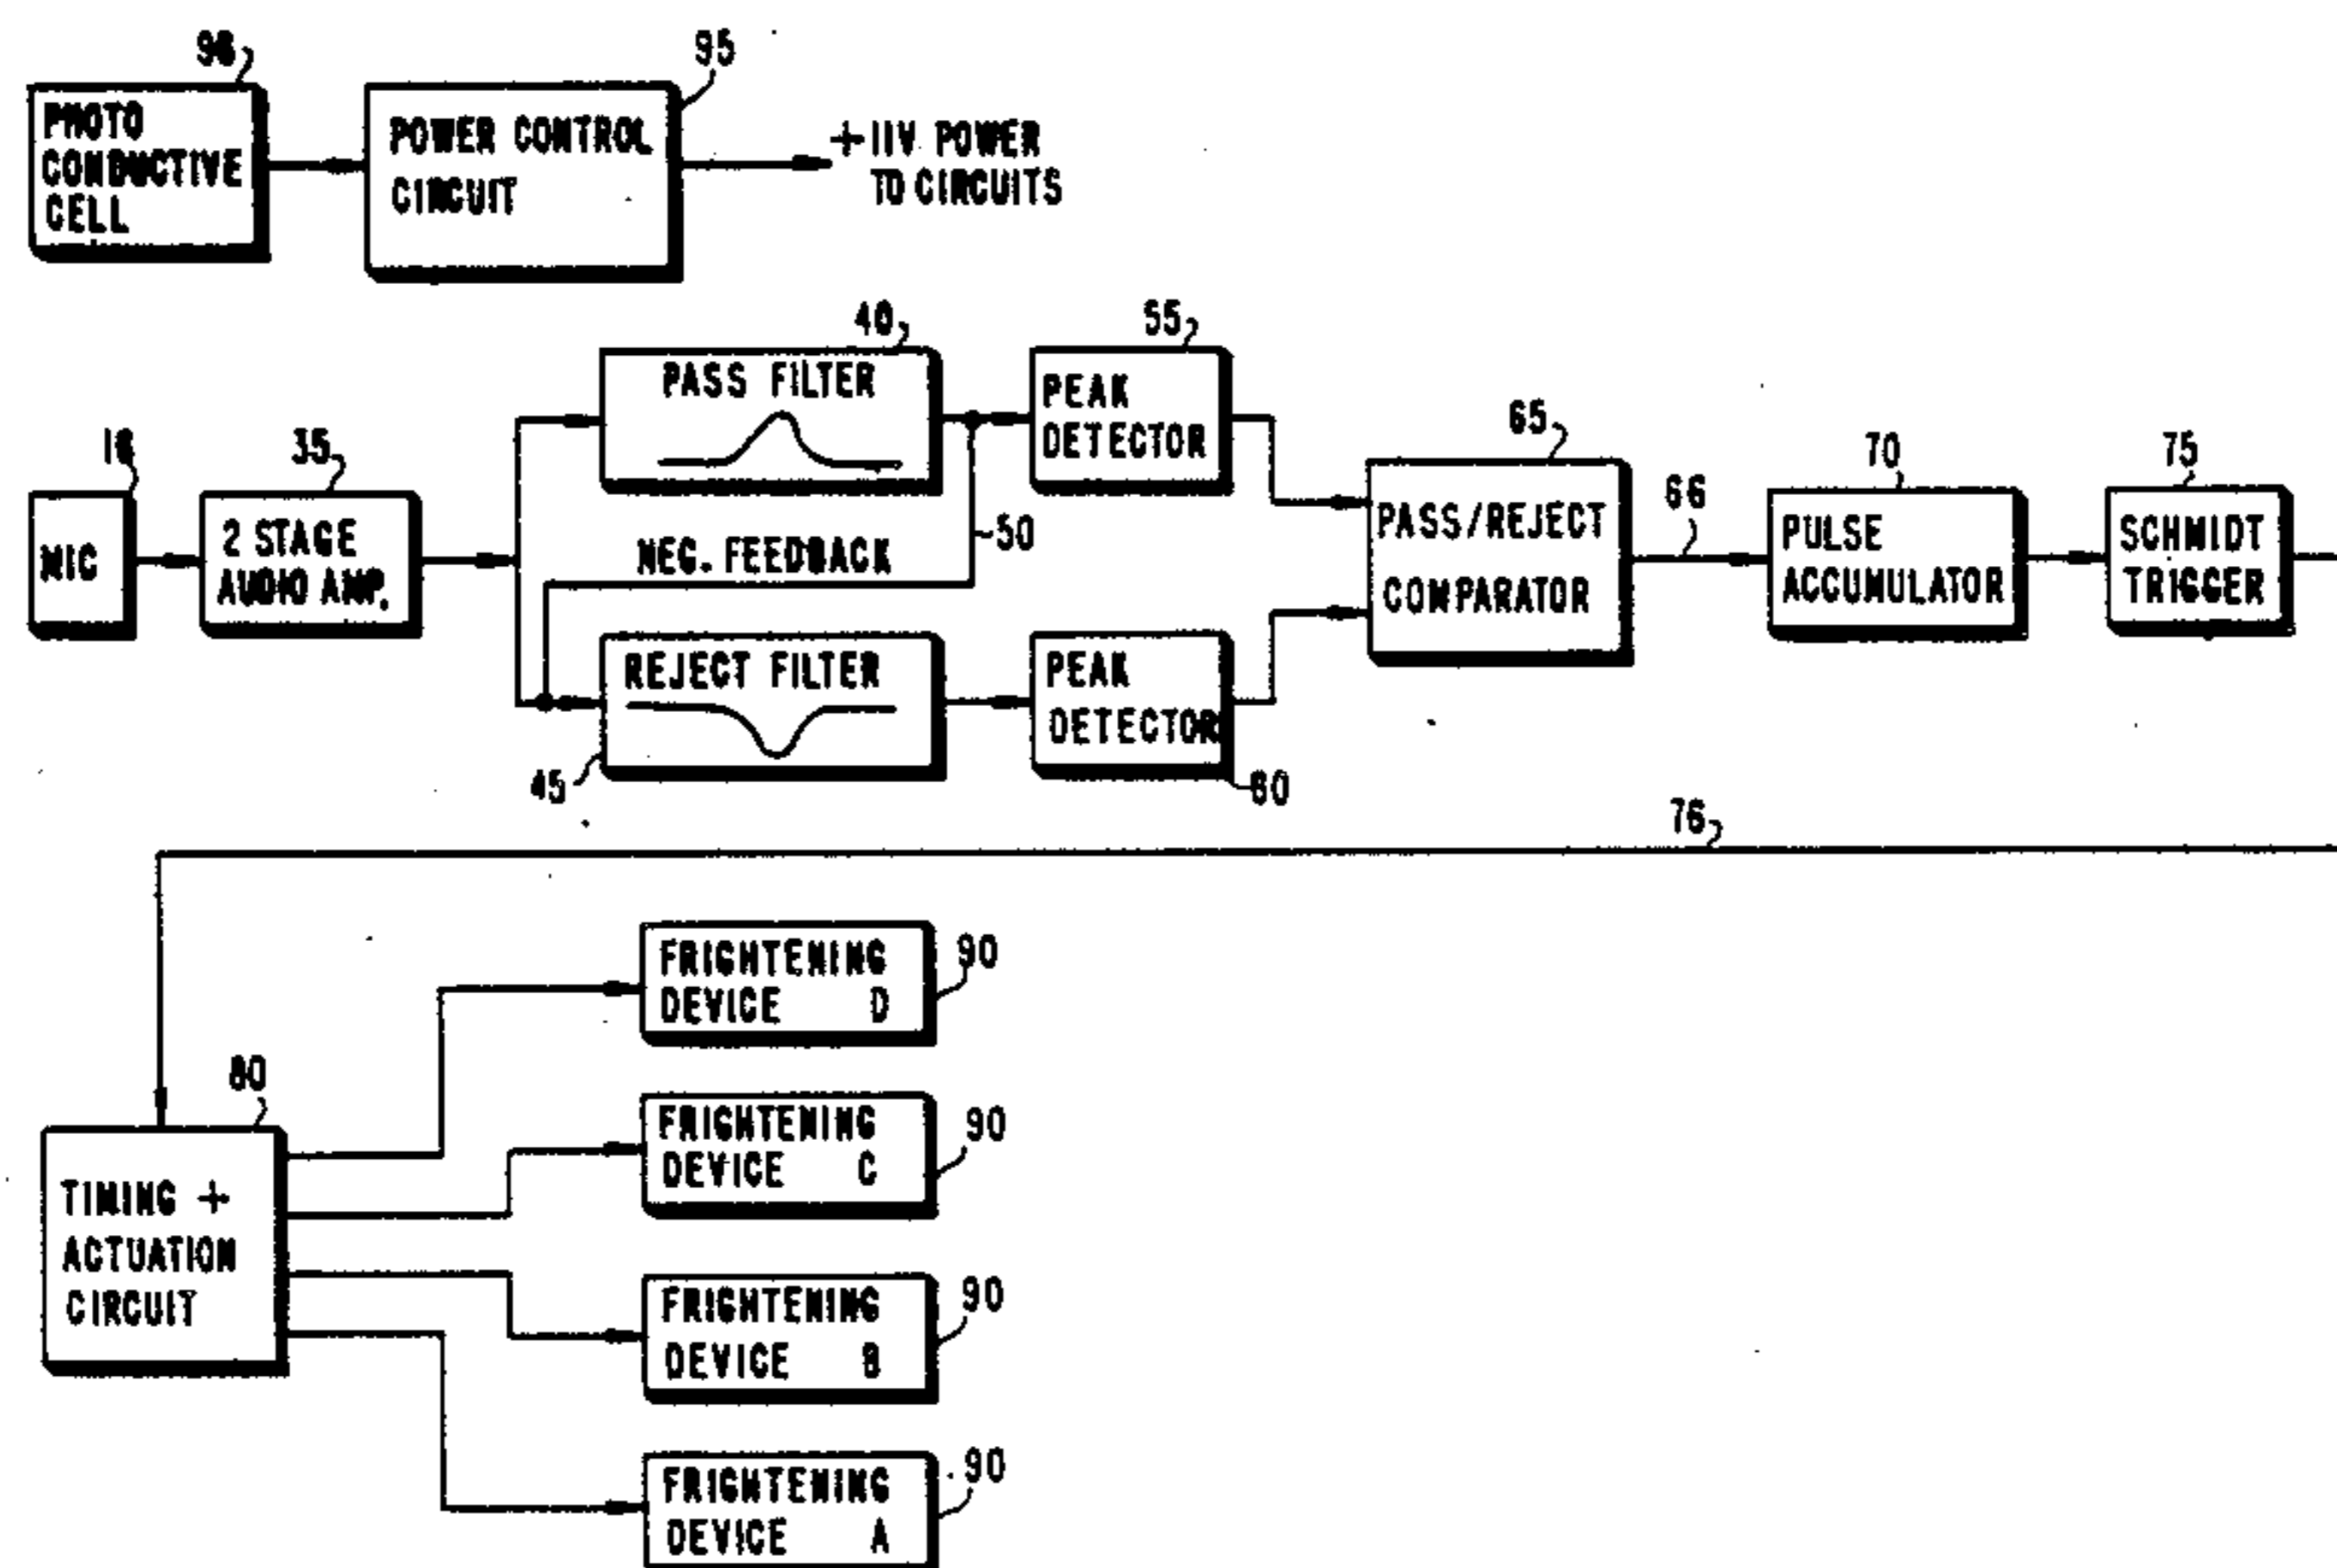 95
PHOTO
CONDUCTIVE
CELL
POWER CONTROL
CIRCUIT
+ 11V POWER
TO CIRCUITS
40
55
PASS FILTER
PEAK
DETECTOR
65
16
35
70
75
66
MIC
2 STAGE
AUDIO AMP.
NEG. FEEDBACK
50
PASS/REJECT
COMPARATOR
PULSE
ACCUMULATOR
SCHMIDT
TRIGGER
REJECT FILTER
PEAK
DETECTOR
45
60
76
FRIGHTENING
DEVICE D
90
80
FRIGHTENING
DEVICE C
90
TIMING +
ACTUATION
CIRCUIT
FRIGHTENING
DEVICE B
90
FRIGHTENING
DEVICE A
90